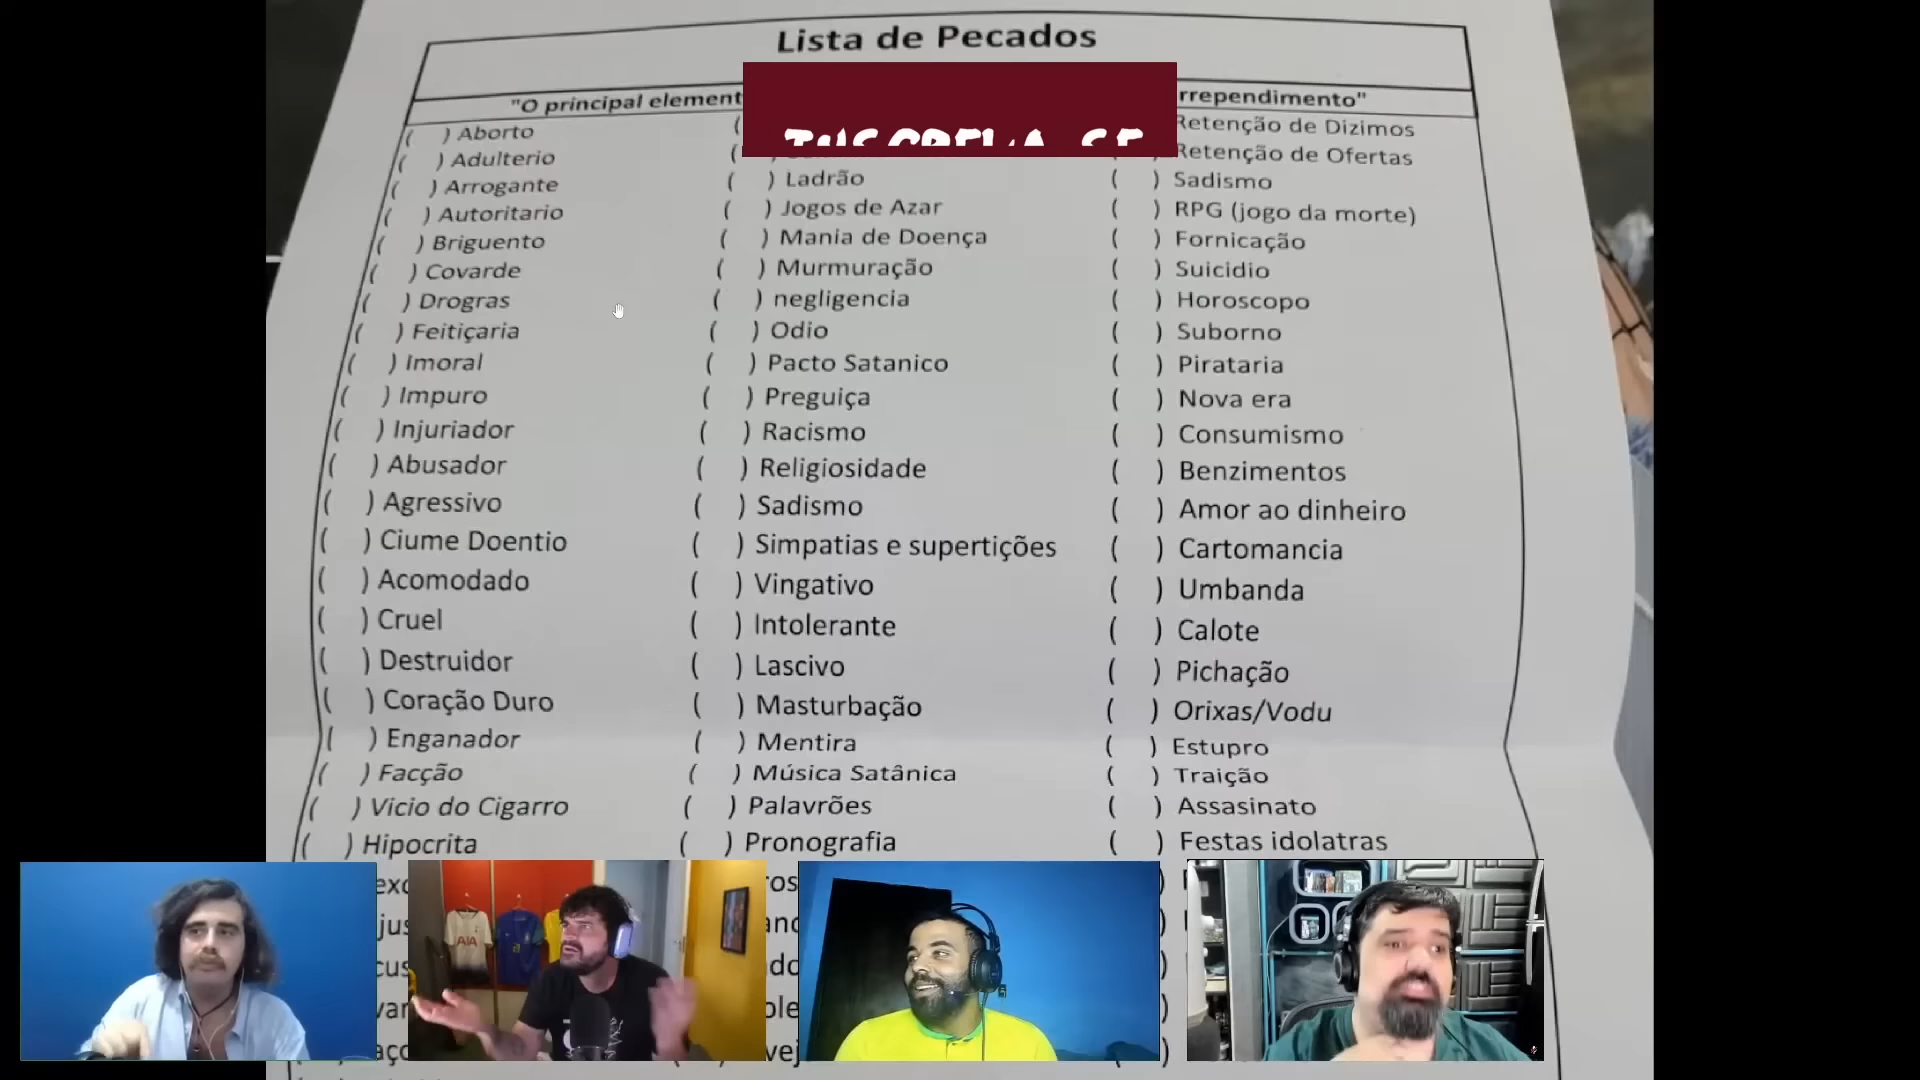 Lista de Pecados
"O principal element
rrependimento"
INSCREVA-SE
( ) Aborto
( ) Adulterio
( ) Arrogante
( ) Autoritario
( ) Briguento
( ) Covarde
( ) Drogras
( ) Feitiçaria
( ) Imoral
( ) Impuro
( ) Injuriador
( ) Abusador
( ) Agressivo
( ) Ciume Doentio
( ) Acomodado
( ) Cruel
( ) Destruidor
( ) Coração Duro
( ) Enganador
( ) Facção
( ) Vicio do Cigarro
( ) Hipocrita
( ) Ladrão
( ) Jogos de Azar
( ) Mania de Doença
( ) Murmuração
( ) negligencia
( ) Odio
( ) Pacto Satanico
( ) Preguiça
( ) Racismo
( ) Religiosidade
( ) Sadismo
( ) Simpatias e supertições
( ) Vingativo
( ) Intolerante
( ) Lascivo
( ) Masturbação
( ) Mentira
( ) Música Satânica
( ) Palavrões
( ) Pronografia
Retenção de Dizimos
Retenção de Ofertas
( ) Sadismo
( ) RPG (jogo da morte)
( ) Fornicação
( ) Suicidio
( ) Horoscopo
( ) Suborno
( ) Pirataria
( ) Nova era
( ) Consumismo
( ) Benzimentos
( ) Amor ao dinheiro
( ) Cartomancia
( ) Umbanda
( ) Calote
( ) Pichação
( ) Orixas/Vodu
( ) Estupro
( ) Traição
( ) Assasinato
( ) Festas idolatras
AIA